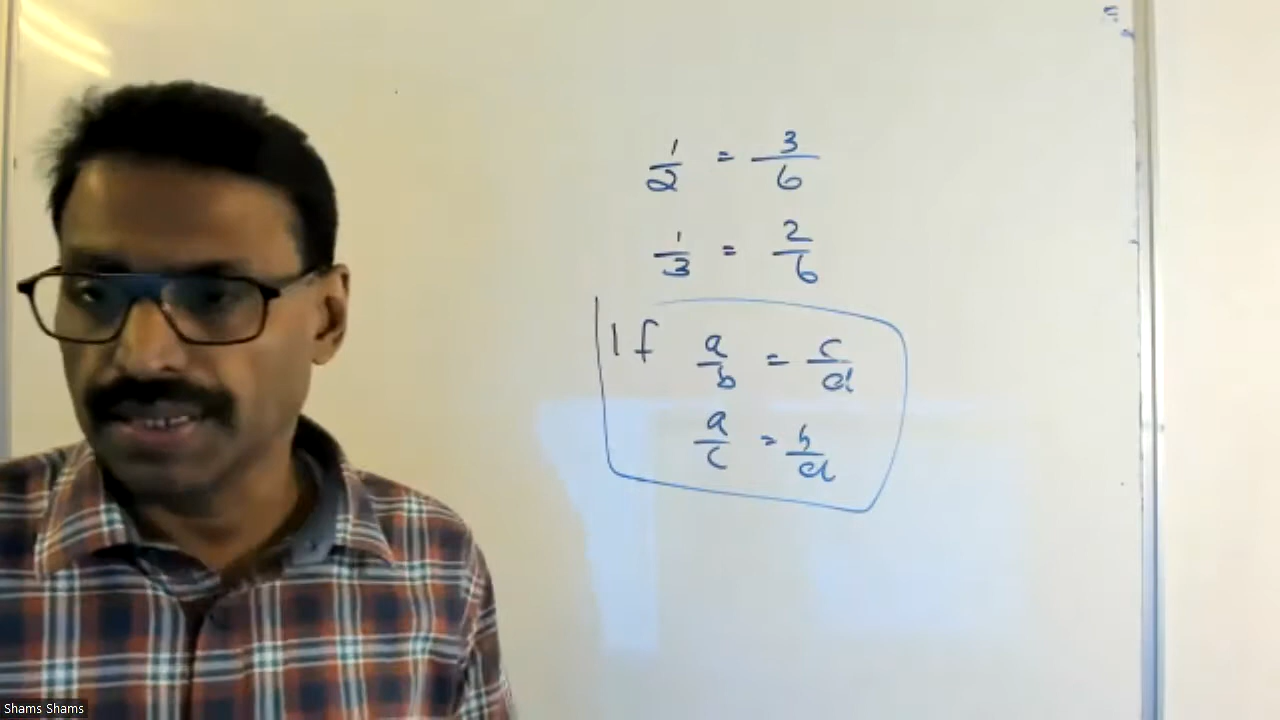 1/2 = 3/6
1/3 = 2/6
If a/b = c/d
a/c = b/d
Shams Shams